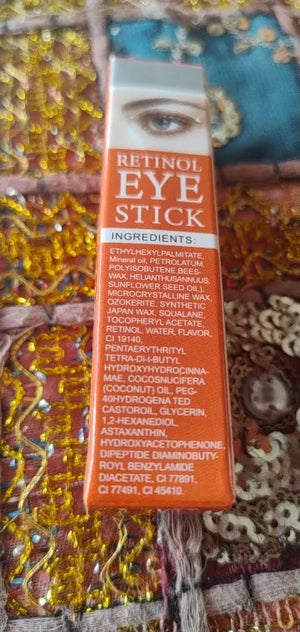 RETINOL
EYE
STICK
INGREDIENTS:
ETHYLHEXYLPALMITATE,
Mineral oil, PETROLATUM,
POLYISOBUTENE,BEES-
WAX. HELIANTHUSANNUUS,
SUNFLOWER SEED OIL).
MICROCRYSTALLINE WAX,
OZOKERITE, SYNTHETIC
JAPAN WAX, SQUALANE,
TOCOPHERYL ACETATE,
RETINOL, WATER, FLAVOR,
CI 19140,
PENTAERYTHRITYL
TETRA-DI-t-BUTYL
HYDROXYHYDRO(CINNA-
MAE, COCOSNUCIFERA
(COCONUT) OIL, PEG-
40HYDROGENA TED
CASTOROIL, GLYCERIN,
1,2-HEXANEDIOL,
ASTAXANTHIN,
HYDROXYACETOPHENONE,
DIPEPTIDE DIAMINOBUTY-
ROYL BENZYLAMIDE
DIACETATE, CI 77891,
CI 77491, CI 45410.